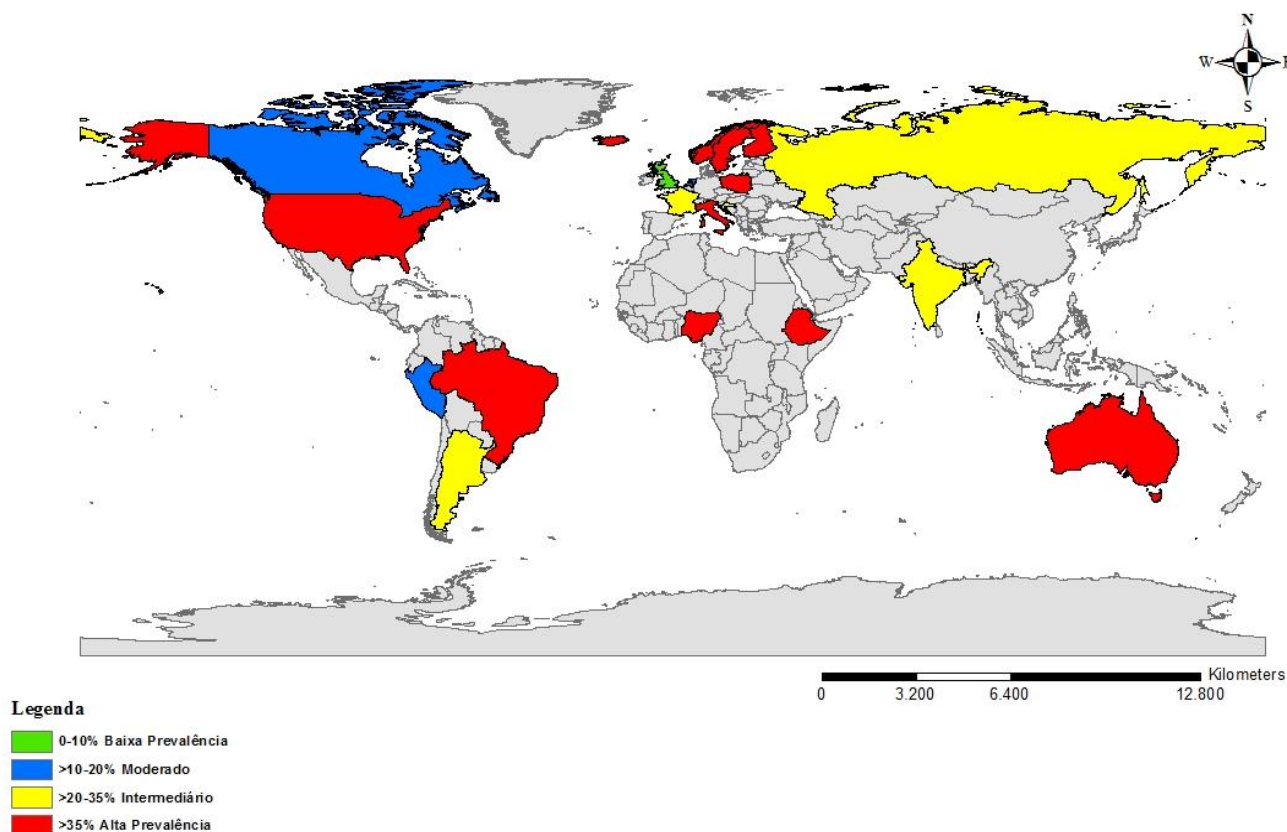 N
W E
S
Kilometers
0 3.200 6.400 12.800
Legenda
0-10% Baixa Prevalência
>10-20% Moderado
>20-35% Intermediário
>35% Alta Prevalência